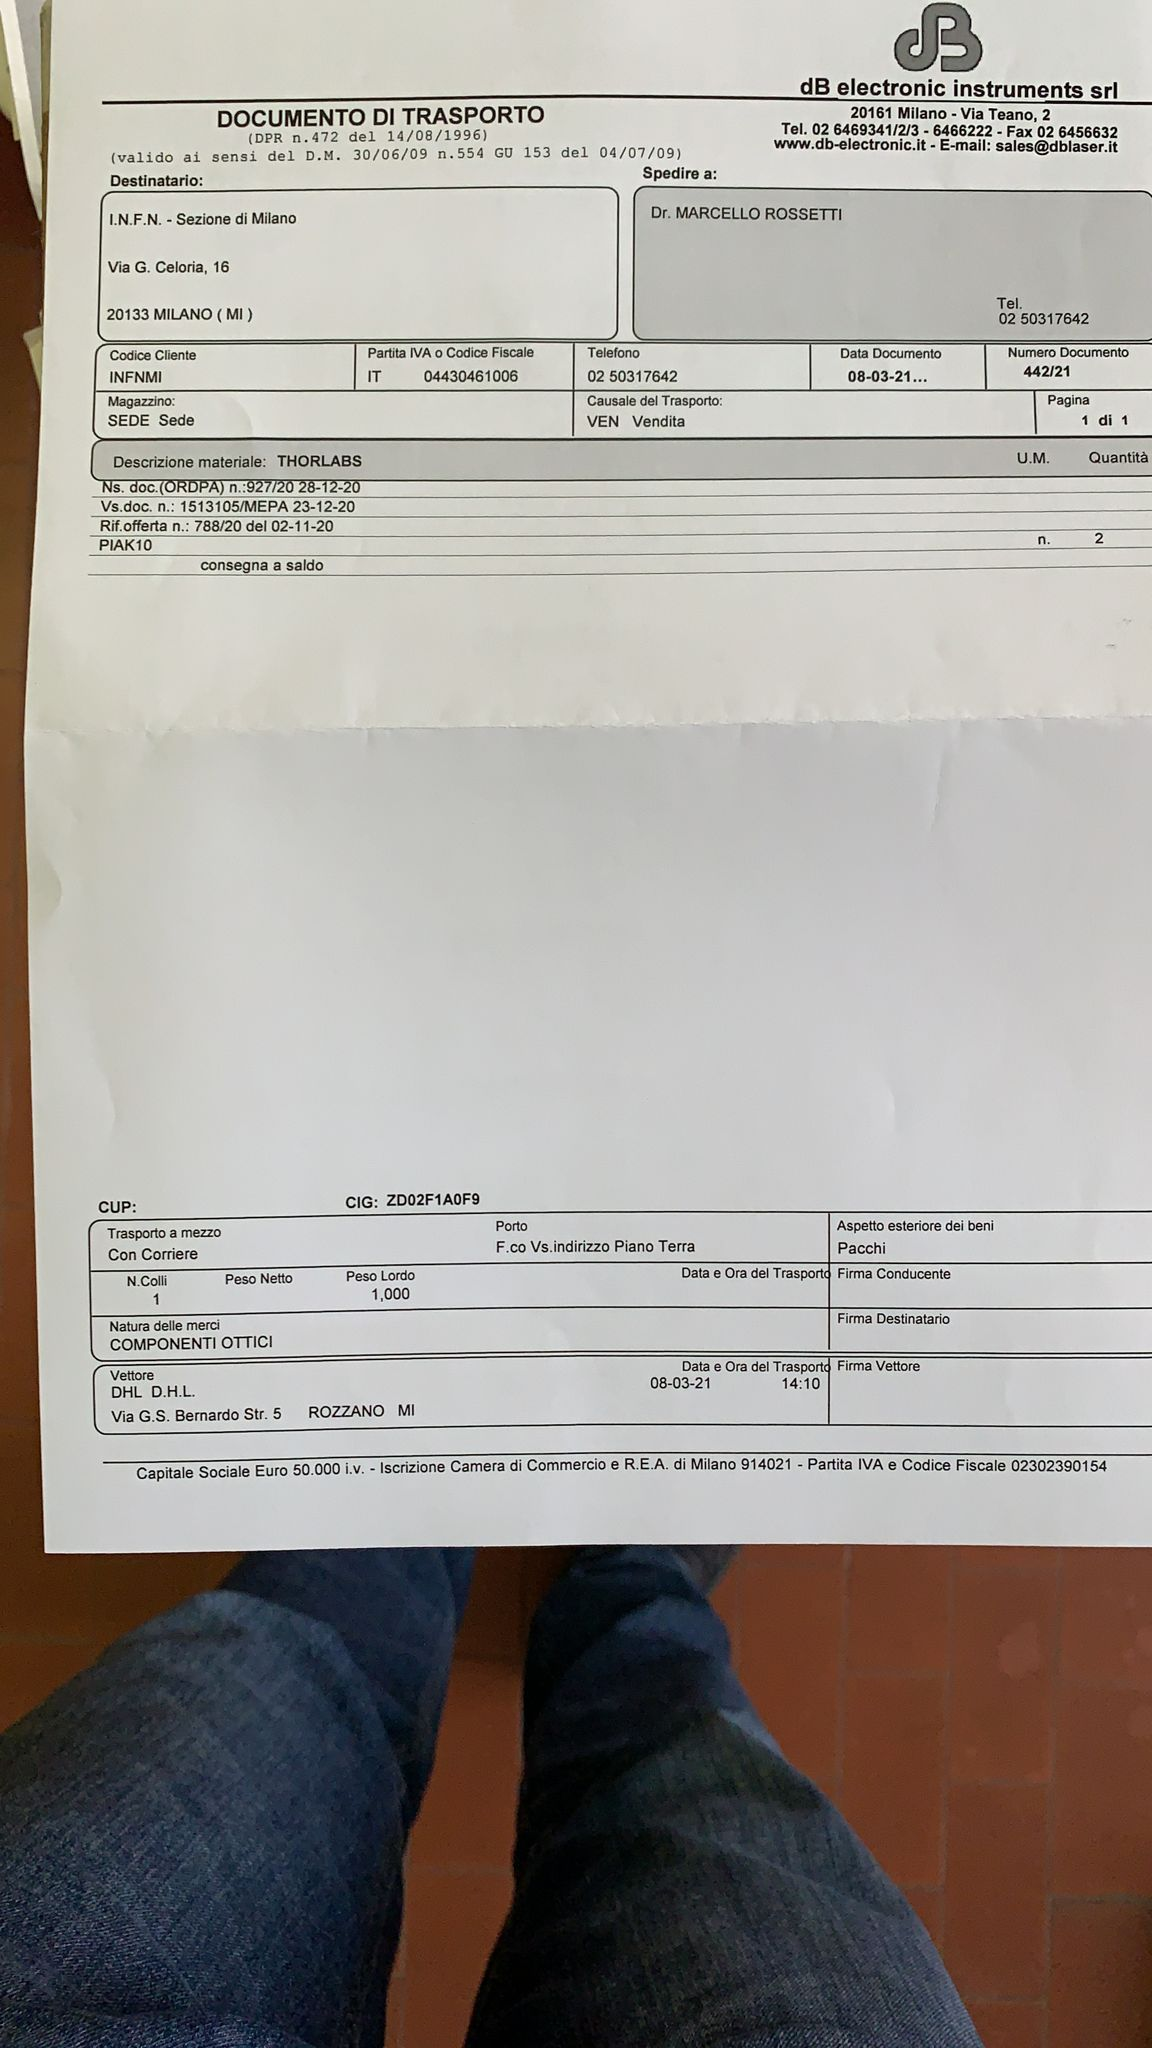 dB
dB electronic instruments srl
DOCUMENTO DI TRASPORTO
20161 Milano - Via Teano, 2
(DPR n.472 del 14/08/1996)
Tel. 02 6469341/2/3 - 6466222 - Fax 02 6456632
(valido ai sensi del D.M. 30/06/09 n.554 GU 153 del 04/07/09)
www.db-electronic.it - E-mail: sales@dblaser.it
Destinatario:
Spedire a:
I.N.F.N. - Sezione di Milano
Dr. MARCELLO ROSSETTI
Via G. Celoria, 16
20133 MILANO ( MI )
Tel.
02 50317642
Codice Cliente Partita IVA o Codice Fiscale Telefono Data Documento Numero Documento
INFNMI IT 04430461006 02 50317642 08-03-21... 442/21
Magazzino: Causale del Trasporto: Pagina
SEDE Sede VEN Vendita 1 di 1
Descrizione materiale: THORLABS U.M. Quantità
Ns. doc.(ORDPA) n.:927/20 28-12-20
Vs.doc. n.: 1513105/MEPA 23-12-20
Rif.offerta n.: 788/20 del 02-11-20
PIAK10 n. 2
consegna a saldo
CUP: CIG: ZD02F1A0F9
Trasporto a mezzo Porto Aspetto esteriore dei beni
Con Corriere F.co Vs.indirizzo Piano Terra Pacchi
N.Colli Peso Netto Peso Lordo Data e Ora del Trasporto Firma Conducente
1 1,000
Natura delle merci Firma Destinatario
COMPONENTI OTTICI
Vettore Data e Ora del Trasporto Firma Vettore
DHL D.H.L. 08-03-21 14:10
Via G.S. Bernardo Str. 5 ROZZANO MI
Capitale Sociale Euro 50.000 i.v. - Iscrizione Camera di Commercio e R.E.A. di Milano 914021 - Partita IVA e Codice Fiscale 02302390154